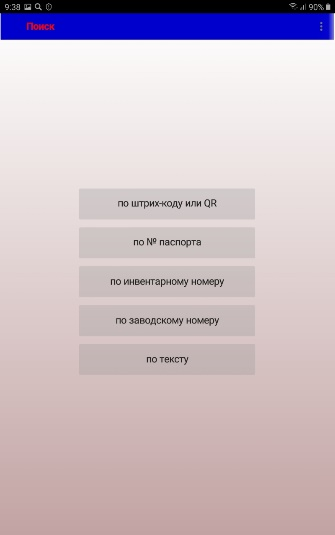 9:38
90%
Поиск
по штрих-коду или QR
по № паспорта
по инвентарному номеру
по заводскому номеру
по тексту